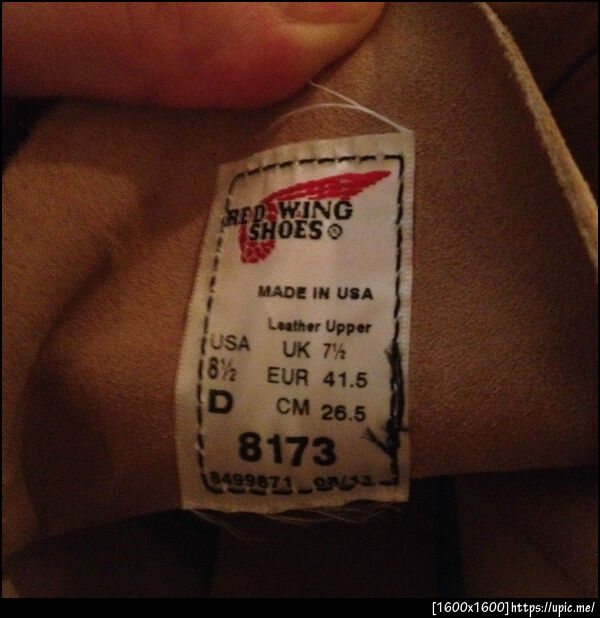 RED WING
SHOES®
MADE IN USA
Leather Upper
USA
8½
D
UK 7½
EUR 41.5
CM 26.5
8173
[1600x1600]https://upic.me/